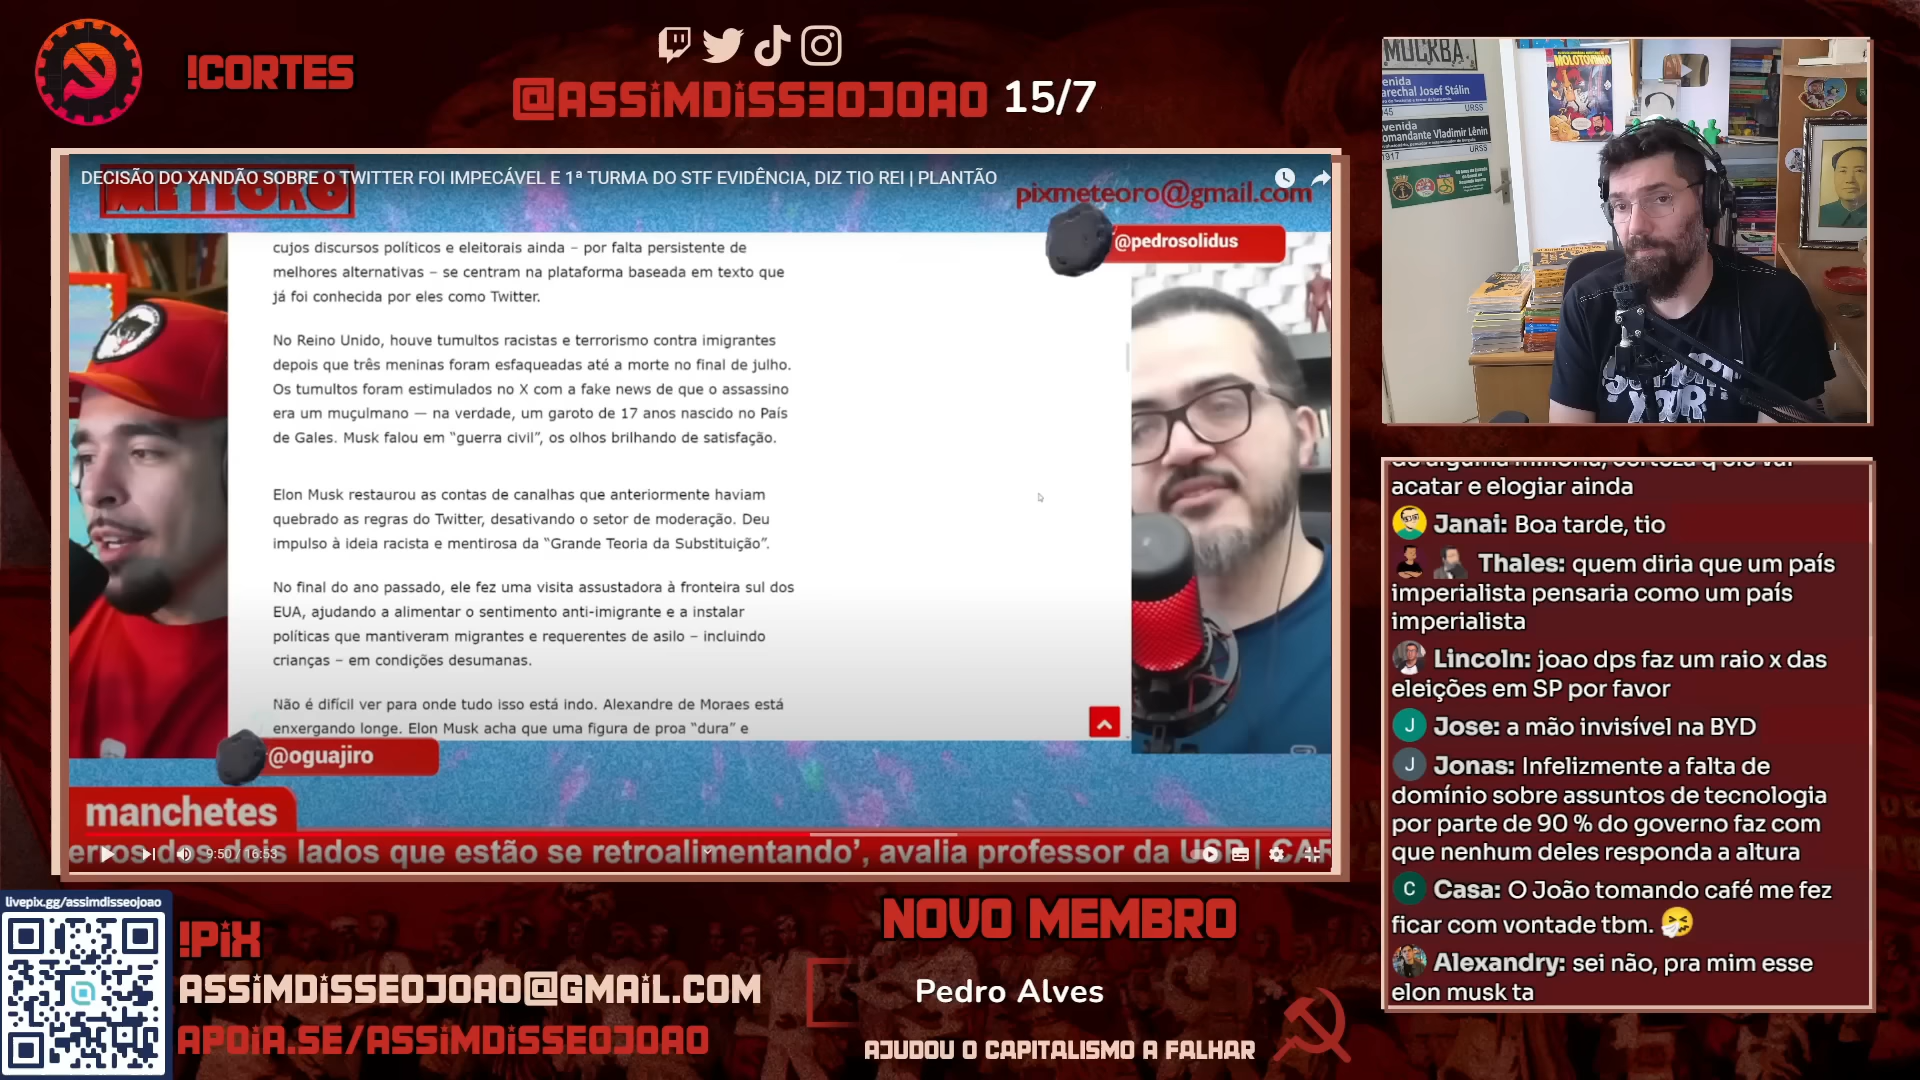 !CORTES
@ASSIMDISSEOJOAO 15/7
DECISÃO DO XANDÃO SOBRE O TWITTER FOI IMPECÁVEL E 1ª TURMA DO STF EVIDÊNCIA, DIZ TIO REI | PLANTÃO
METEORO
pixmeteoro@gmail.com
@pedrosolidus
cujos discursos políticos e eleitorais ainda – por falta persistente de
melhores alternativas – se centram na plataforma baseada em texto que
já foi conhecida por eles como Twitter.
No Reino Unido, houve tumultos racistas e terrorismo contra imigrantes
depois que três meninas foram esfaqueadas até a morte no final de julho.
Os tumultos foram estimulados no X com a fake news de que o assassino
era um muçulmano — na verdade, um garoto de 17 anos nascido no País
de Gales. Musk falou em “guerra civil”, os olhos brilhando de satisfação.
Elon Musk restaurou as contas de canalhas que anteriormente haviam
quebrado as regras do Twitter, desativando o setor de moderação. Deu
impulso à ideia racista e mentirosa da “Grande Teoria da Substituição”.
No final do ano passado, ele fez uma visita assustadora à fronteira sul dos
EUA, ajudando a alimentar o sentimento anti-imigrante e a instalar
políticas que mantiveram migrantes e requerentes de asilo – incluindo
crianças – em condições desumanas.
Não é difícil ver para onde tudo isso está indo. Alexandre de Moraes está
enxergando longe. Elon Musk acha que uma figura de proa “dura” e
@oguajiro
manchetes
lados que estão se retroalimentando’, avalia professor da USP |
9:50 / 16:53
MOLOTOVINHO
Marechal Josef Stálin
URSS
Comandante Vladimir Lênin
1917 URSS
acatar e elogiar ainda
Janai: Boa tarde, tio
Thales: quem diria que um país
imperialista pensaria como um país
imperialista
Lincoln: joao dps faz um raio x das
eleições em SP por favor
J Jose: a mão invisível na BYD
J Jonas: Infelizmente a falta de
domínio sobre assuntos de tecnologia
por parte de 90 % do governo faz com
que nenhum deles responda a altura
C Casa: O João tomando café me fez
ficar com vontade tbm.
Alexandry: sei não, pra mim esse
elon musk ta
livepix.gg/assimdisseojoao
!PIX
ASSIMDISSEOJOAO@GMAIL.COM
APOIA.SE/ASSIMDISSEOJOAO
NOVO MEMBRO
Pedro Alves
AJUDOU O CAPITALISMO A FALHAR